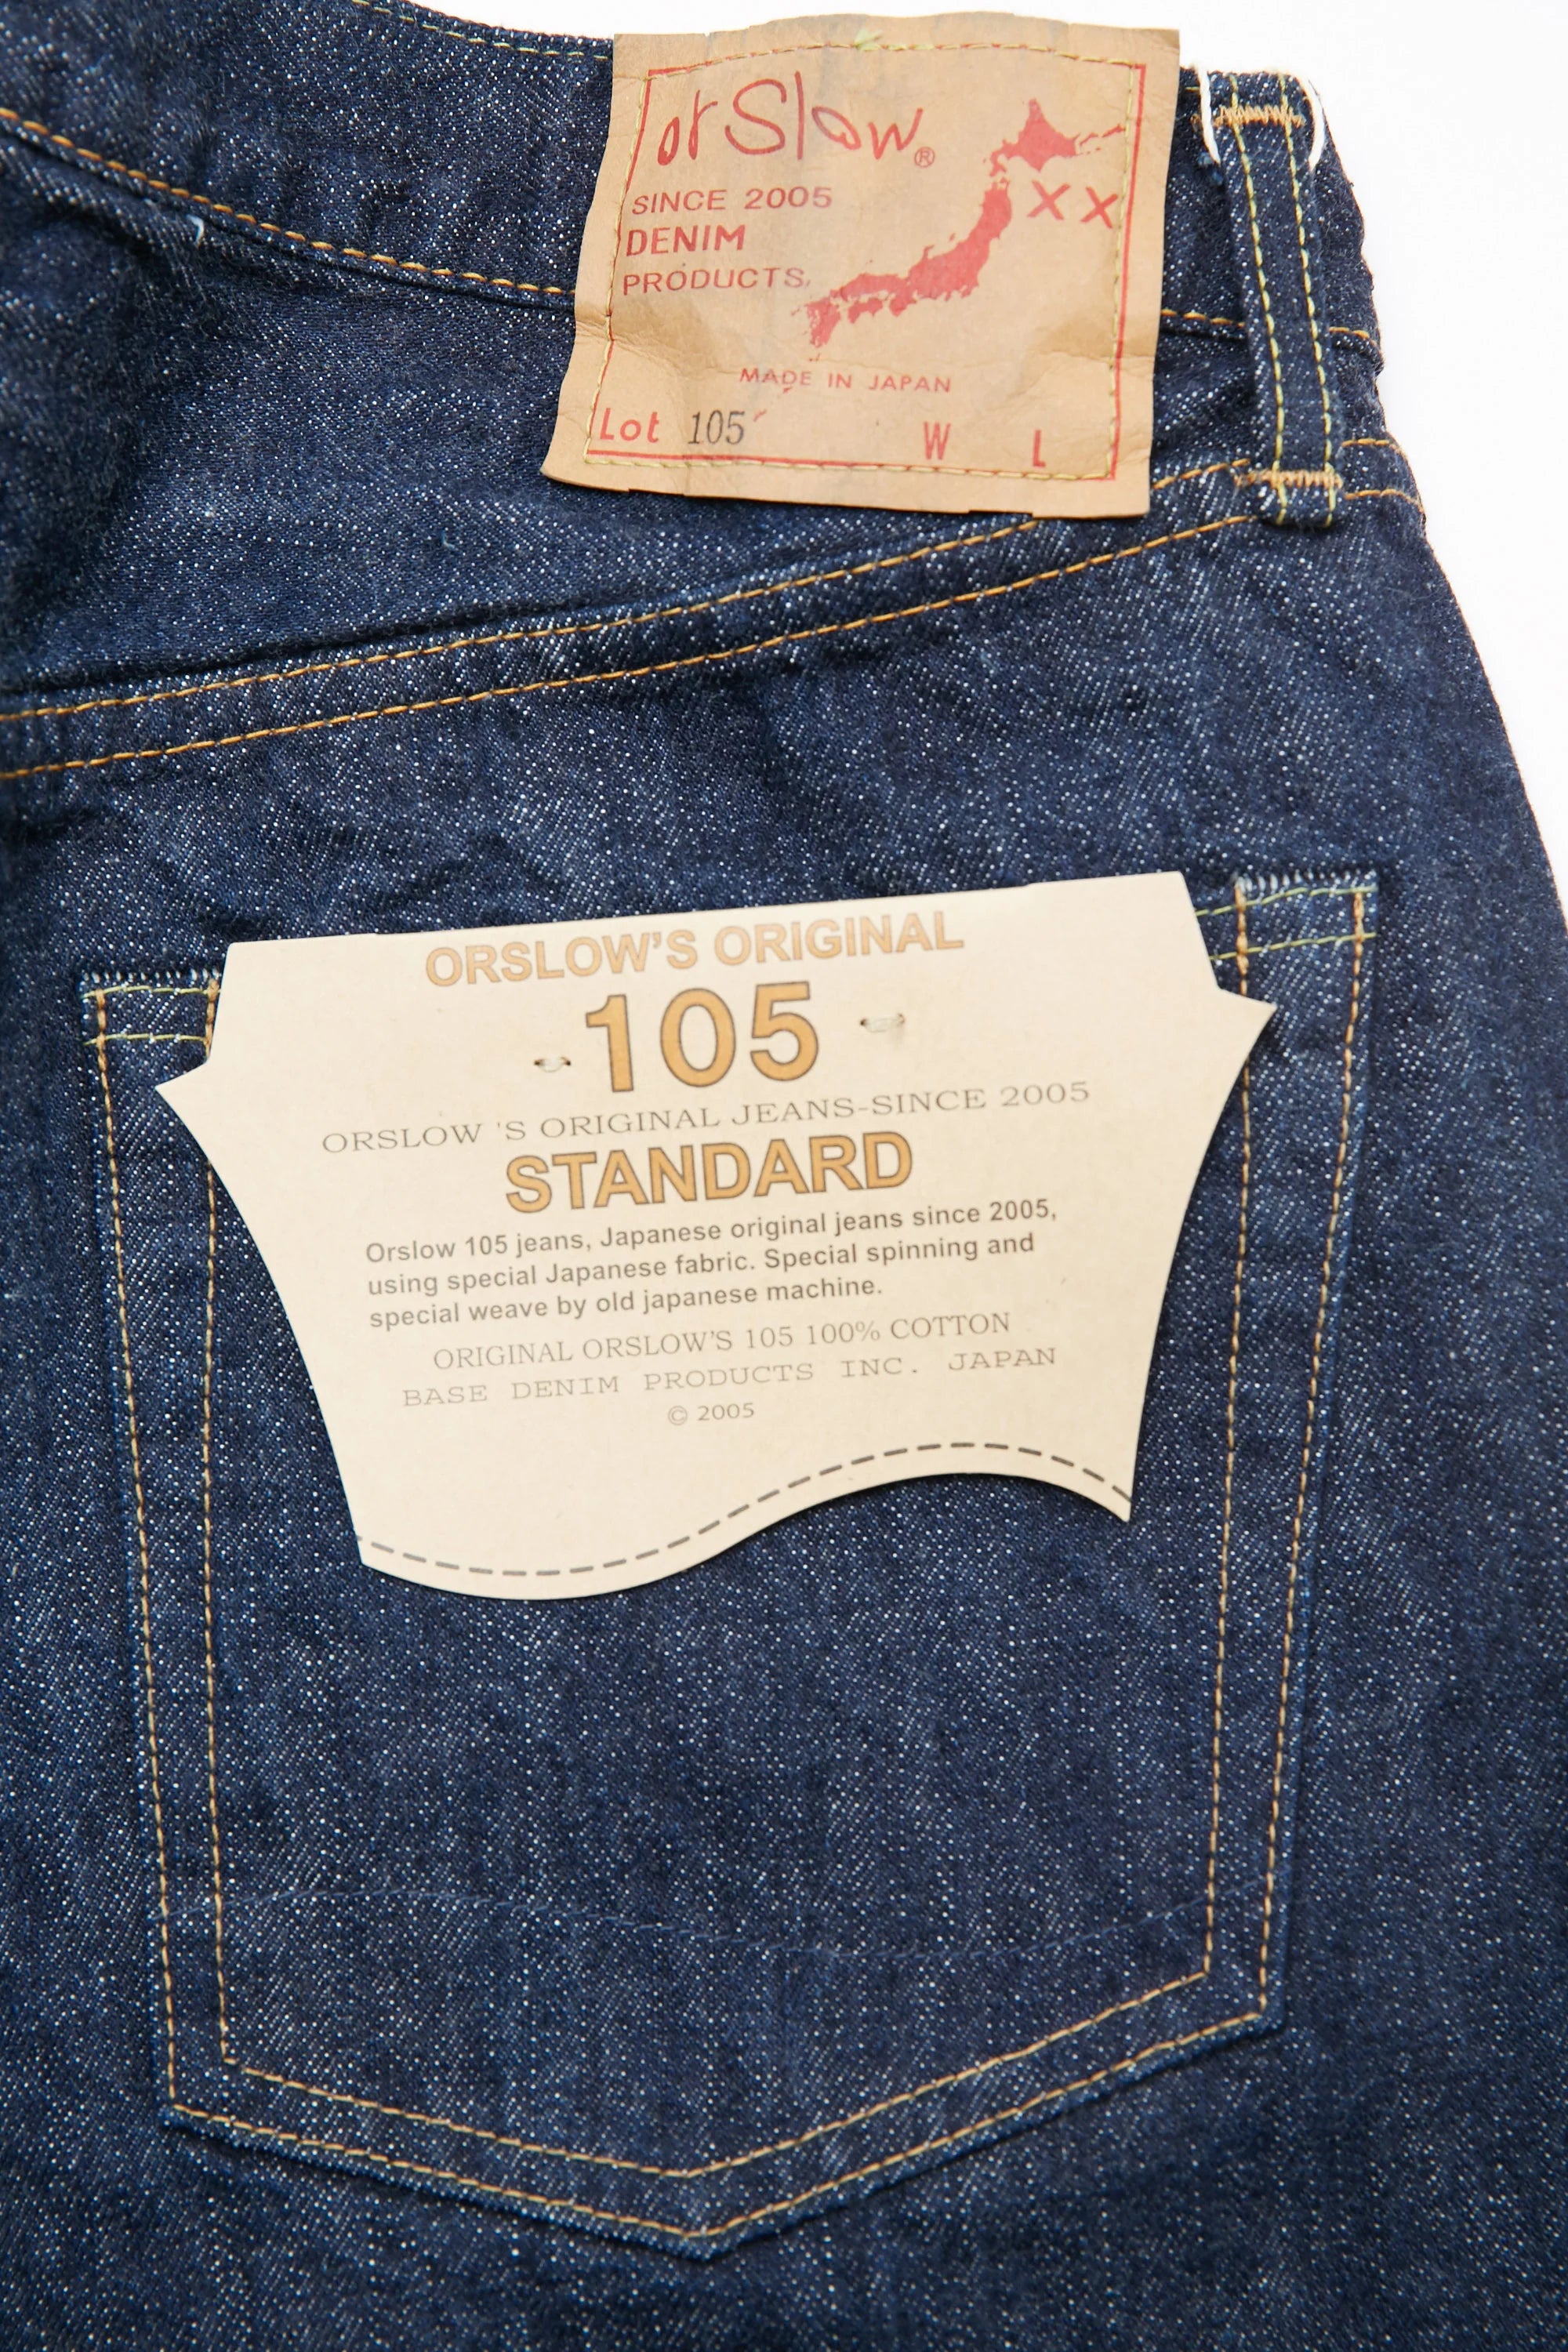 orSlow®
SINCE 2005
DENIM
PRODUCTS,
XX
MADE IN JAPAN
Lot 105 W L
ORSLOW'S ORIGINAL
105
ORSLOW 'S ORIGINAL JEANS-SINCE 2005
STANDARD
Orslow 105 jeans, Japanese original jeans since 2005,
using special Japanese fabric. Special spinning and
special weave by old japanese machine.
ORIGINAL ORSLOW'S 105 100% COTTON
BASE DENIM PRODUCTS INC. JAPAN
© 2005